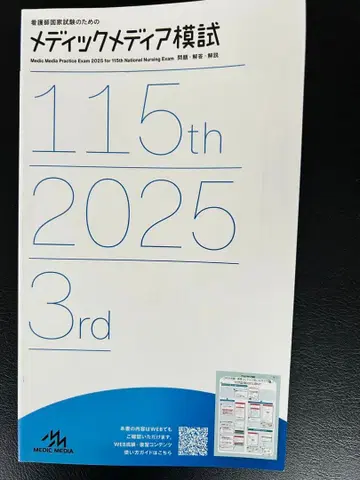 看護師国家試験のための
メディックメディア模試
Medic Media Practice Exam 2025 for 115th National Nursing Exam 問題・解答・解説
115th
2025
3rd
MEDIC MEDIA
本冊の内容はWEBでも
ご確認いただけます。
WEB成績・復習コンテンツ
使い方ガイドはこちら